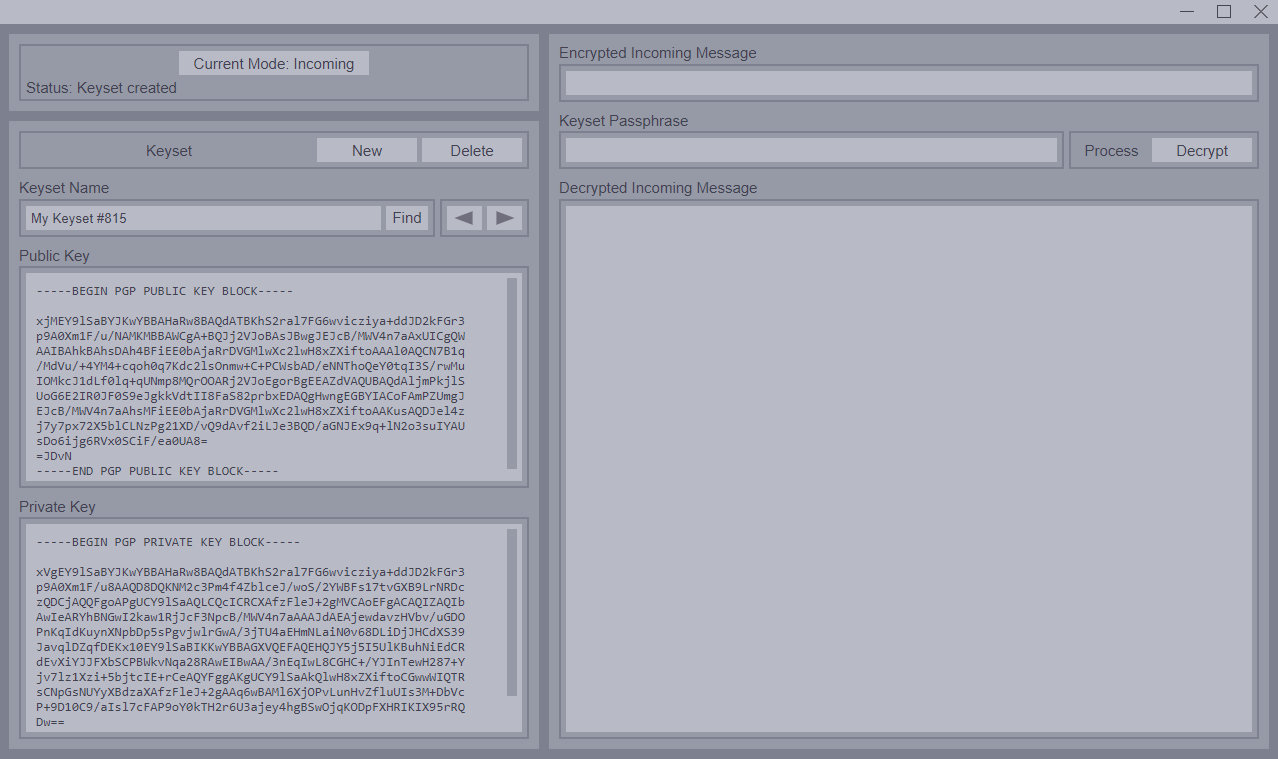 Current Mode: Incoming
Status: Keyset created
Keyset New Delete
Keyset Name
My Keyset #815 Find
Public Key
-----BEGIN PGP PUBLIC KEY BLOCK-----
xjMEY9lSaBYJKwYBBAHaRw8BAQdATBKhS2ral7FG6wvicziya+ddJD2kFGr3
p9A0Xm1F/u/NAMKMBBAWCgA+BQJj2VJoBAsJBwgJEJcB/MWV4n7aAxUICgQW
AAIBAhkBAhsDAh4BFiEE0bAjaRrDVGMlwXc2lwH8xZXiftoAAAl0AQCN7B1q
/MdVu/+4YM4+cqoh0q7Kdc2lsOnmw+C+PCWsbAD/eNNThoQeY0tqI3S/rwMu
IOMkcJ1dLf0lq+qUNmp8MQrOOARj2VJoEgorBgEEAZdVAQUBAQdAljmPkjlS
UoG6E2IR0JF0S9eJgkkVdtII8FaS82prbxEDAQgHwngEGBYIACoFAmPZUmgJ
EJcB/MWV4n7aAhsMFiEE0bAjaRrDVGMlwXc2lwH8xZXiftoAAKusAQDJel4z
j7y7px72X5blCLNzPg21XD/vQ9dAvf2iLJe3BQD/aGNJEx9q+lN2o3suIYAU
sDo6ijg6RVx0SCiF/ea0UA8=
=JDvN
-----END PGP PUBLIC KEY BLOCK-----
Private Key
-----BEGIN PGP PRIVATE KEY BLOCK-----
xVgEY9lSaBYJKwYBBAHaRw8BAQdATBKhS2ral7FG6wvicziya+ddJD2kFGr3
p9A0Xm1F/u8AAQD8DQKNM2c3Pm4f4ZblceJ/woS/2YWBFs17tvGXB9LrNRDc
zQDCjAQQFgoAPgUCY9lSaAQLCQcICRCXAfzFleJ+2gMVCAoEFgACAQIZAQIb
AwIeARYhBNGwI2kaw1RjJcF3NpcB/MWV4n7aAAAJdAEAjewdavzHVbv/uGDO
PnKqIdKuynXNpbDp5sPgvjwlrGwA/3jTU4aEHmNLaiN0v68DLiDjJHCdXS39
JavqlDZqfDEKx10EY9lSaBIKKwYBBAGXVQEFAQEHQJY5j5I5UlKBuhNiEdCR
dEvXiYJJFXbSCPBWkvNqa28RAwEIBwAA/3nEqIwL8CGHC+/YJInTewH287+Y
jv7lz1Xzi+5bjtcIE+rCeAQYFggAKgUCY9lSaAkQlwH8xZXiftoCGwwWIQTR
sCNpGsNUYyXBdzaXAfzFleJ+2gAAq6wBAMl6XjOPvLunHvZfluUIs3M+DbVc
P+9D10C9/aIsl7cFAP9oY0kTH2r6U3ajey4hgBSwOjqKODpFXHRIKIX95rRQ
Dw==
Encrypted Incoming Message
Keyset Passphrase
Process Decrypt
Decrypted Incoming Message